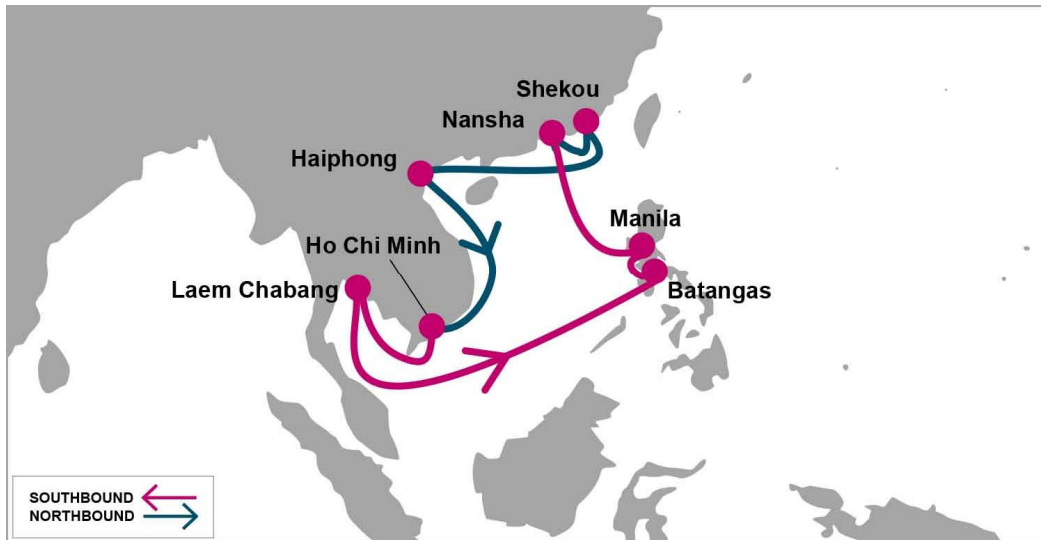 Shekou
Nansha
Haiphong
Manila
Ho Chi Minh
Laem Chabang
Batangas
SOUTHBOUND
NORTHBOUND